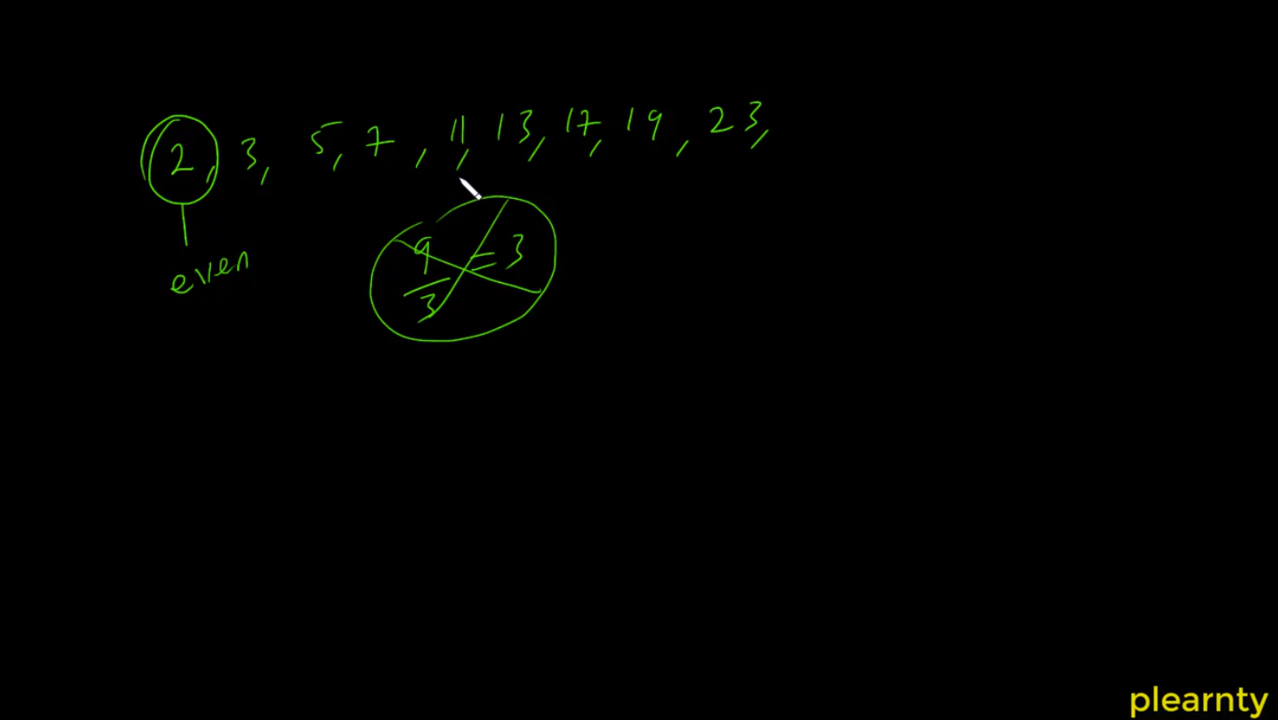 2, 3, 5, 7, 11, 13, 17, 19, 23,
even
9/3 = 3
plearnty